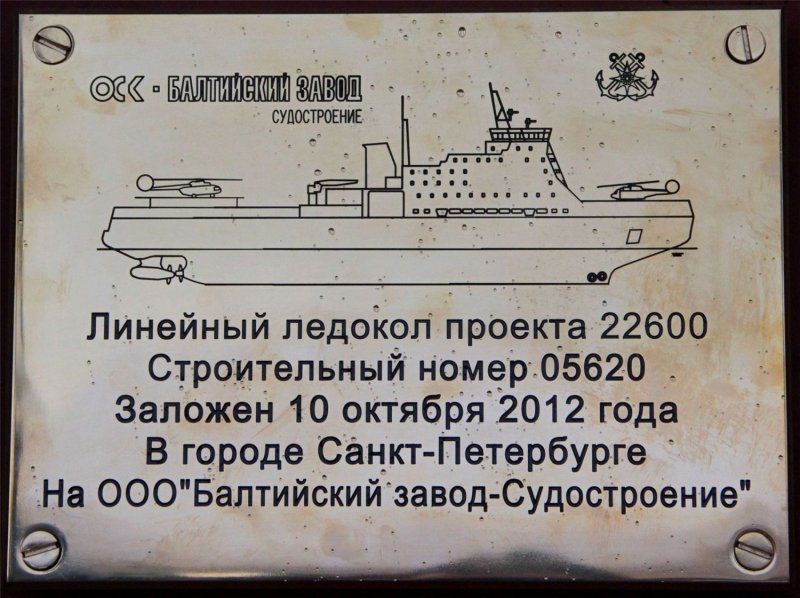 ОСК · БАЛТИЙСКИЙ ЗАВОД
СУДОСТРОЕНИЕ
Линейный ледокол проекта 22600
Строительный номер 05620
Заложен 10 октября 2012 года
В городе Санкт-Петербурге
На ООО"Балтийский завод-Судостроение"